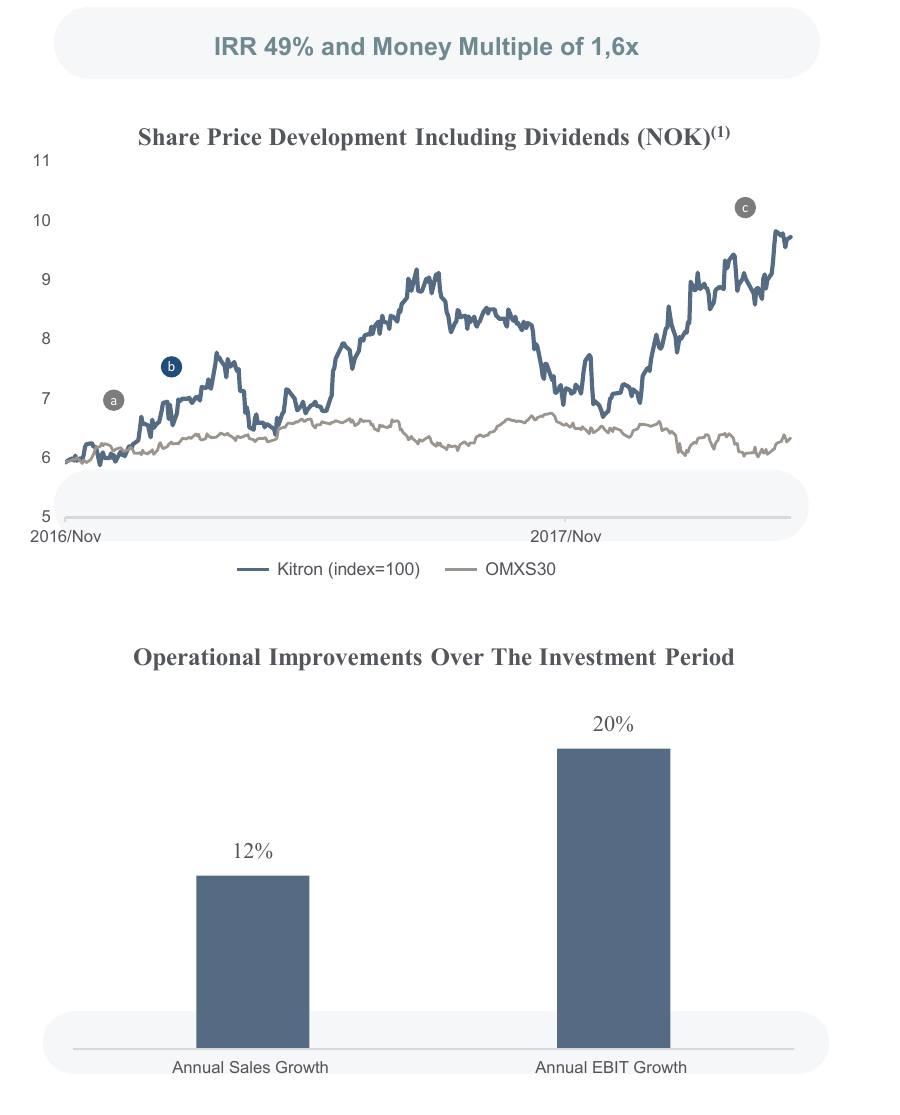 IRR 49% and Money Multiple of 1,6x
Share Price Development Including Dividends (NOK)(1)
11
10
9
8
7
6
5
a
b
c
2016/Nov
2017/Nov
Kitron (index=100)
OMXS30
Operational Improvements Over The Investment Period
12%
20%
Annual Sales Growth
Annual EBIT Growth